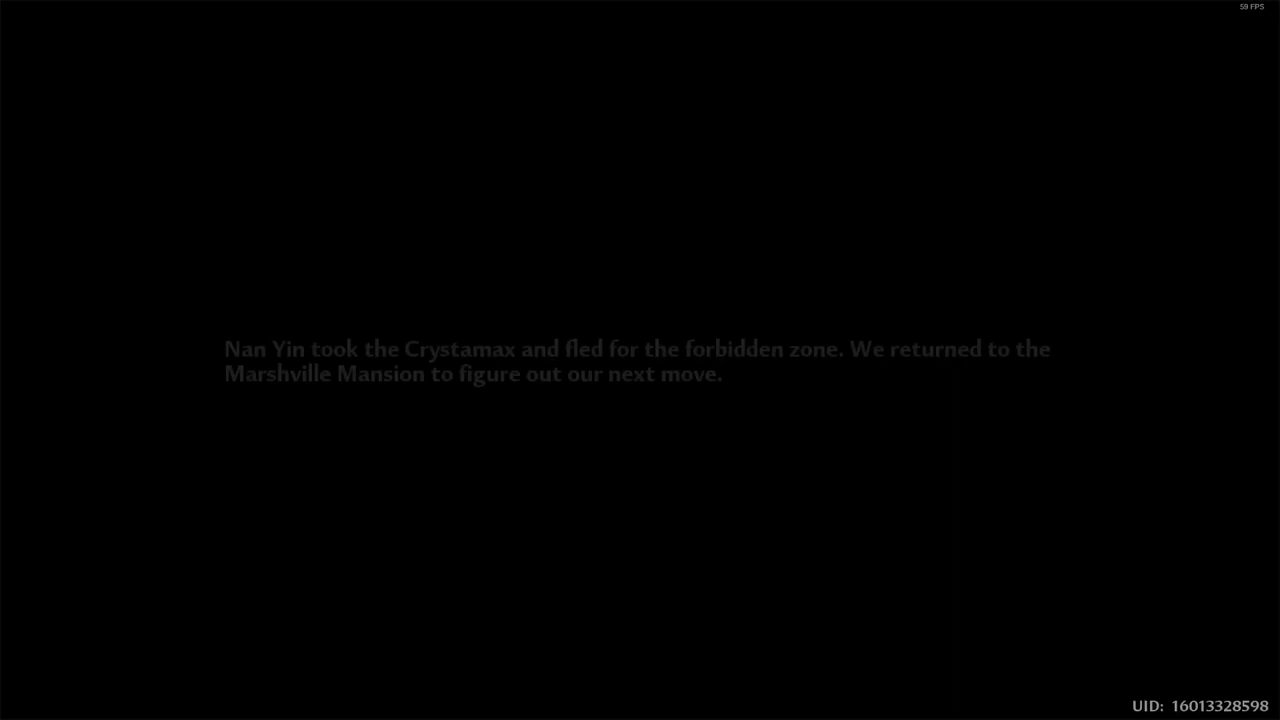 59 FPS
Nan Yin took the Crystamax and fled for the forbidden zone. We returned to the
Marshville Mansion to figure out our next move.
UID: 16013328598